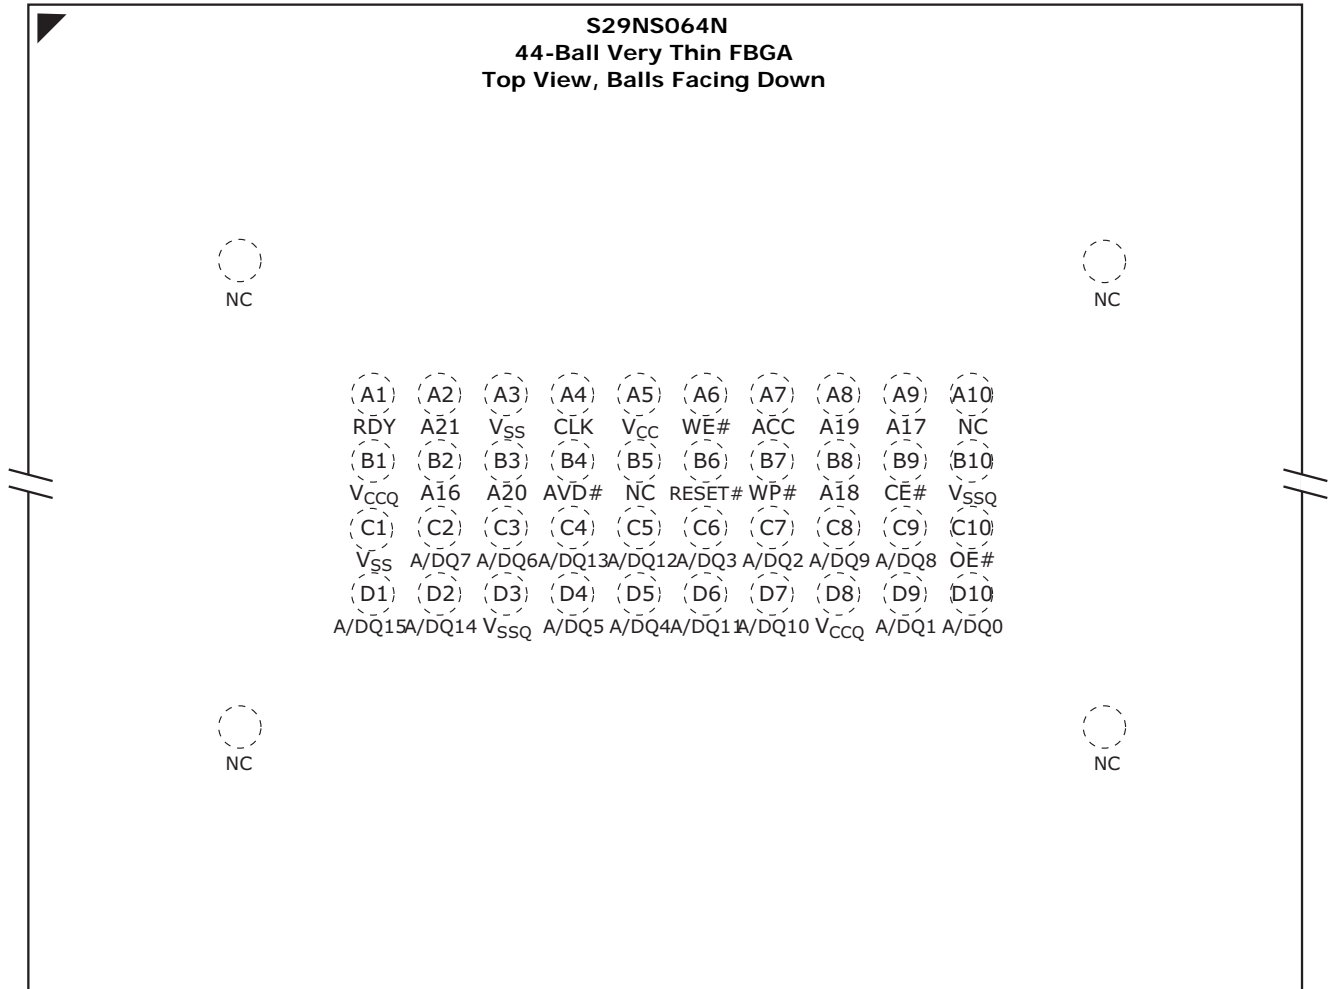 S29NS064N
44-Ball Very Thin FBGA
Top View, Balls Facing Down
NC NC
A1 A2 A3 A4 A5 A6 A7 A8 A9 A10
RDY A21 VSS CLK VCC WE# ACC A19 A17 NC
B1 B2 B3 B4 B5 B6 B7 B8 B9 B10
VCCQ A16 A20 AVD# NC RESET# WP# A18 CE# VSSQ
C1 C2 C3 C4 C5 C6 C7 C8 C9 C10
VSS A/DQ7 A/DQ6 A/DQ13 A/DQ12 A/DQ3 A/DQ2 A/DQ9 A/DQ8 OE#
D1 D2 D3 D4 D5 D6 D7 D8 D9 D10
A/DQ15 A/DQ14 VSSQ A/DQ5 A/DQ4 A/DQ11 A/DQ10 VCCQ A/DQ1 A/DQ0
NC NC